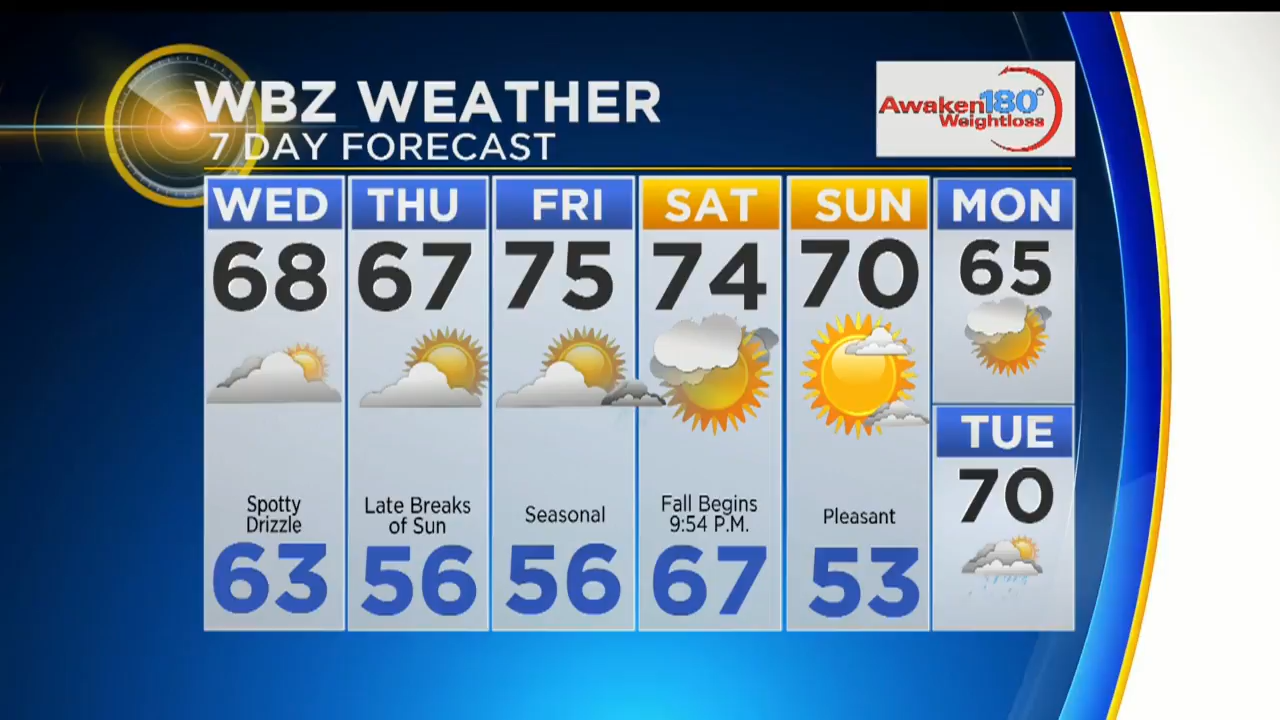 WBZ WEATHER
7 DAY FORECAST
Awaken180°
Weightloss
WED
68
Spotty
Drizzle
63
THU
67
Late Breaks
of Sun
56
FRI
75
Seasonal
56
SAT
74
Fall Begins
9:54 P.M.
67
SUN
70
Pleasant
53
MON
65
TUE
70